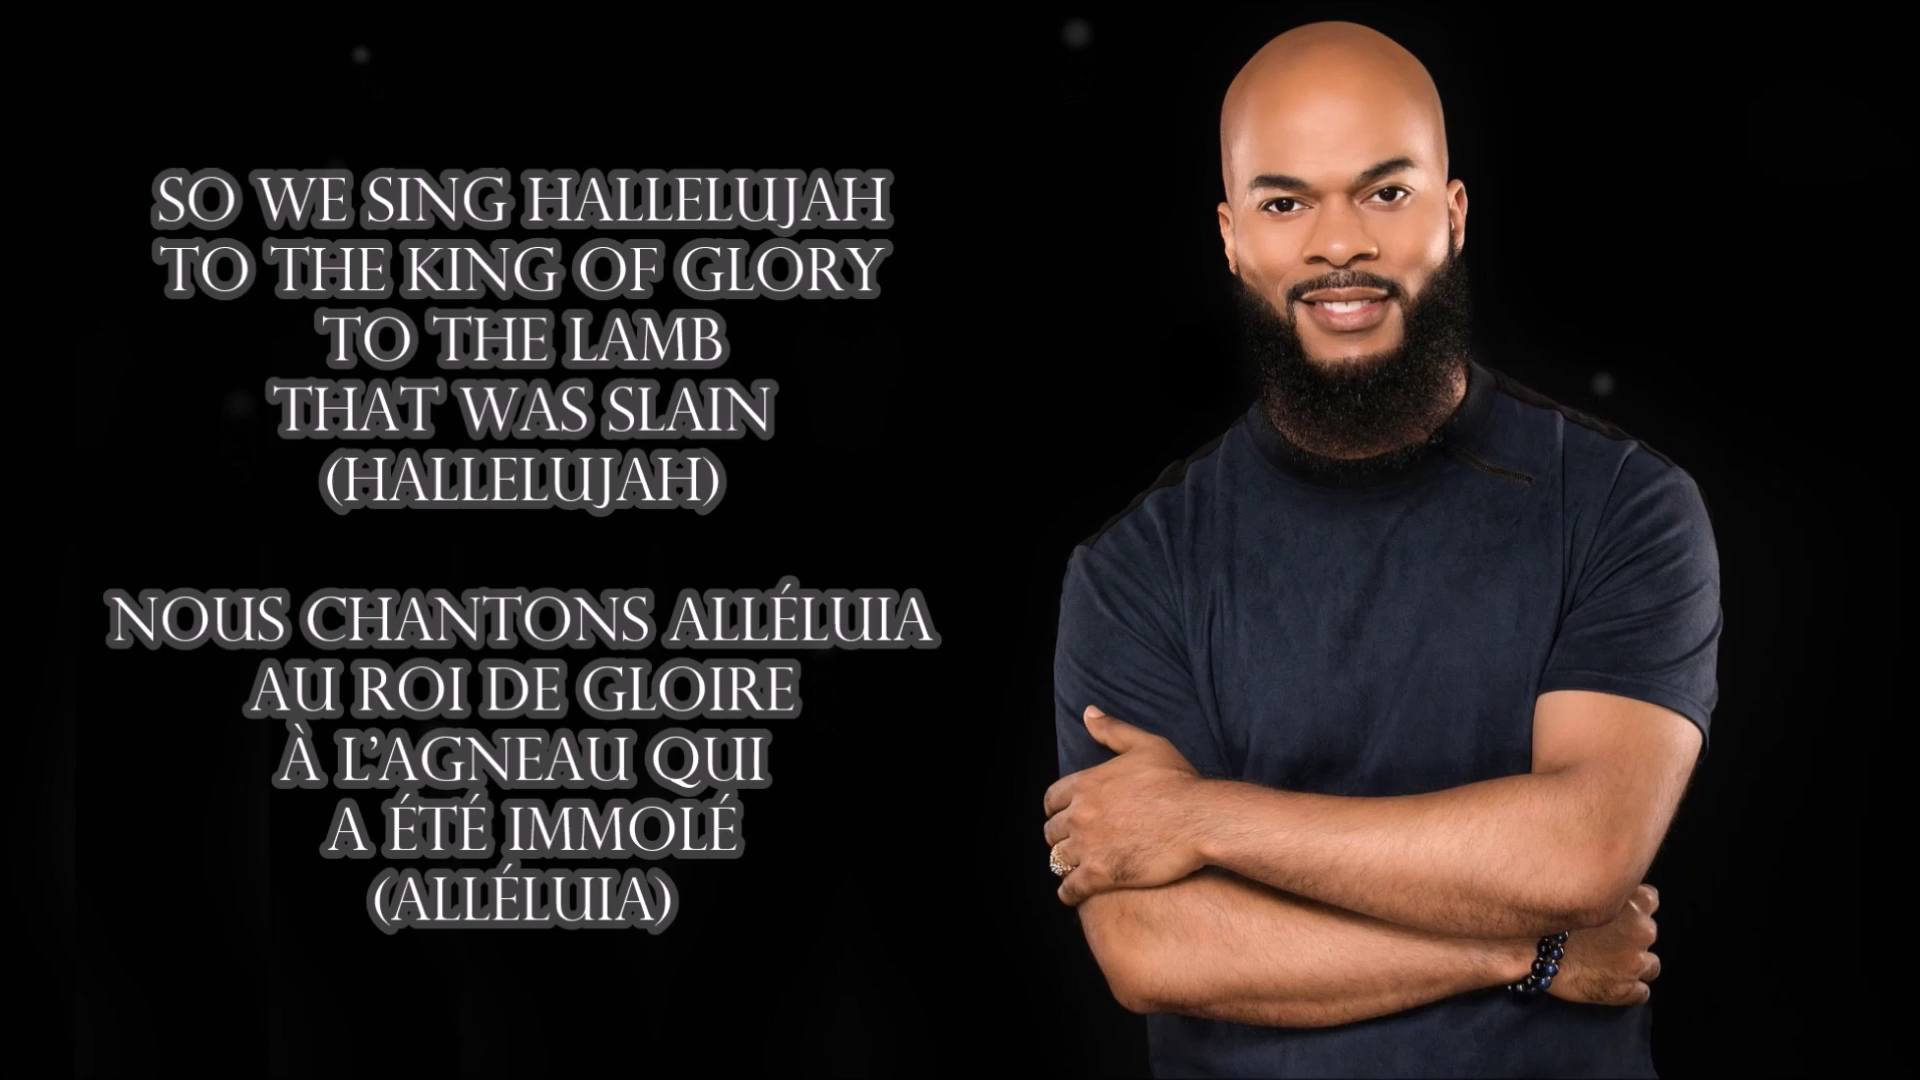 SO WE SING HALLELUJAH
TO THE KING OF GLORY
TO THE LAMB
THAT WAS SLAIN
(HALLELUJAH)
NOUS CHANTONS ALLÉLUIA
AU ROI DE GLOIRE
À L’AGNEAU QUI
A ÉTÉ IMMOLÉ
(ALLÉLUIA)